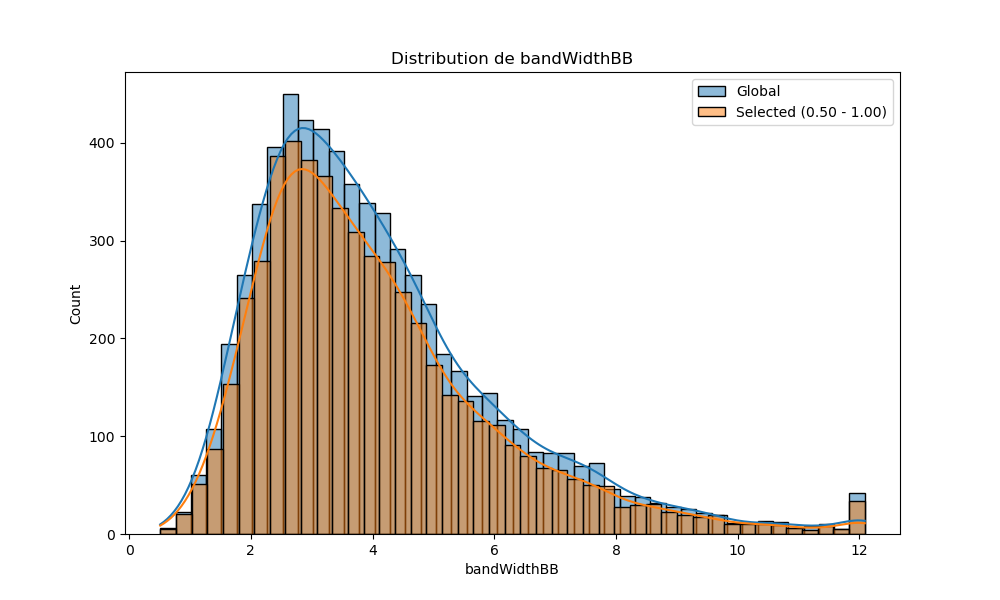 Distribution de bandWidthBB
Global
Selected (0.50 - 1.00)
Count
400
300
200
100
0
0 2 4 6 8 10 12
bandWidthBB